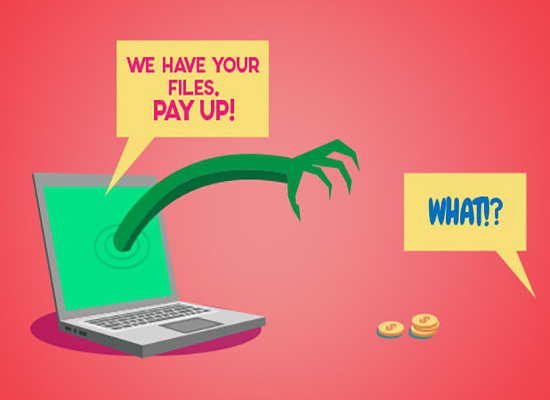 WE HAVE YOUR
FILES,
PAY UP!
WHAT!?
$
$